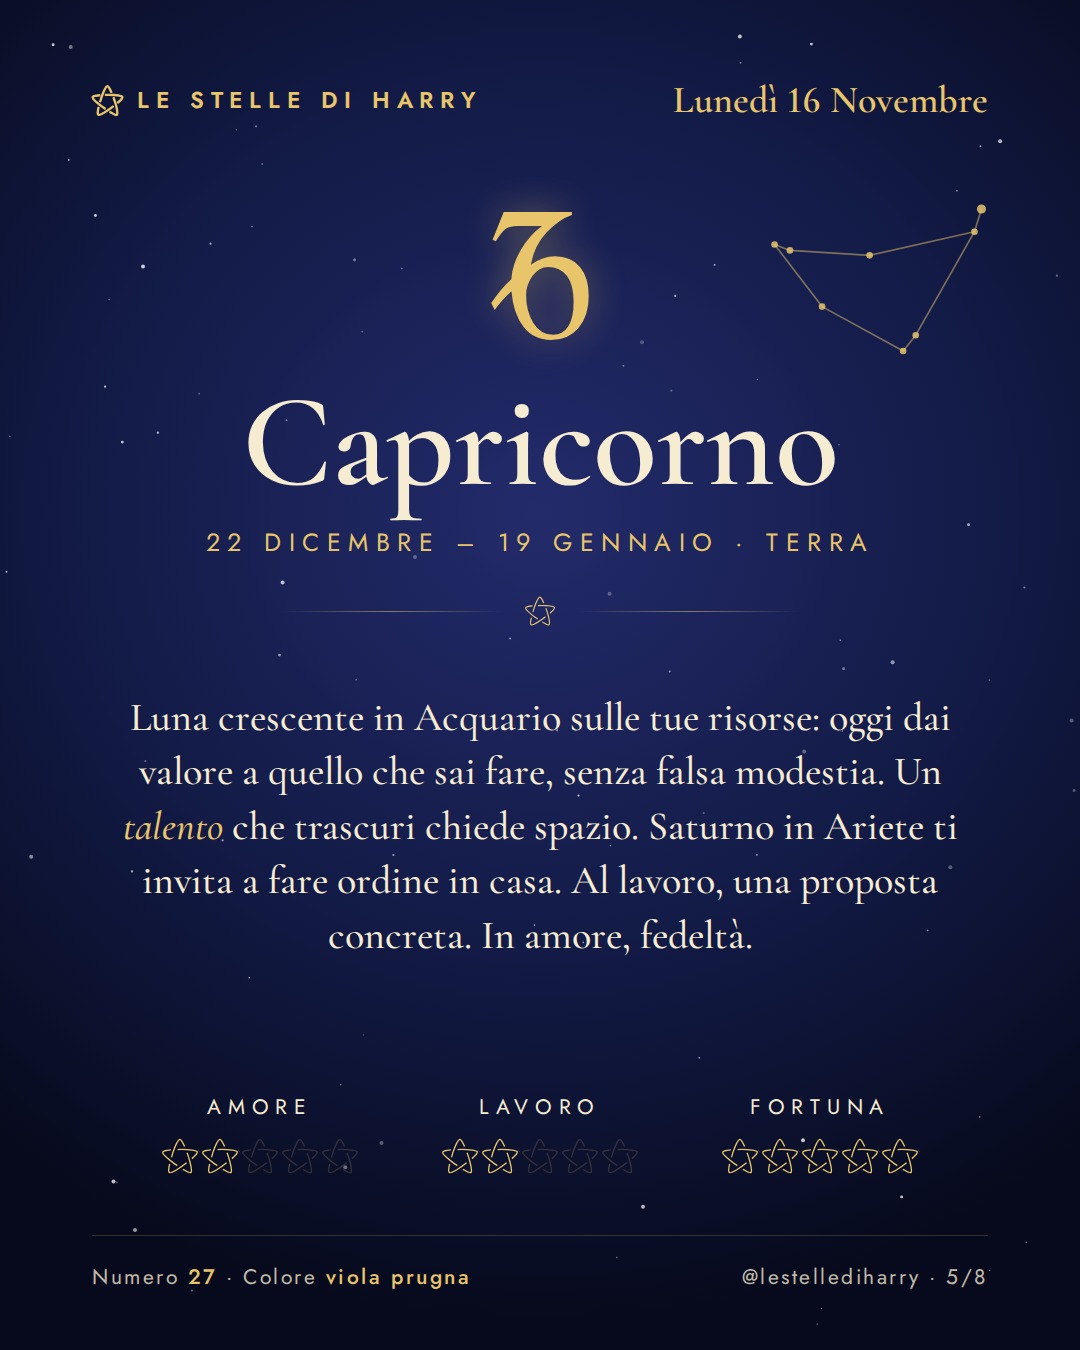 LE STELLE DI HARRY
Lunedì 16 Novembre
♑
Capricorno
22 DICEMBRE – 19 GENNAIO · TERRA
Luna crescente in Acquario sulle tue risorse: oggi dai
valore a quello che sai fare, senza falsa modestia. Un
talento che trascuri chiede spazio. Saturno in Ariete ti
invita a fare ordine in casa. Al lavoro, una proposta
concreta. In amore, fedeltà.
AMORE
LAVORO
FORTUNA
Numero 27 · Colore viola prugna
@lestellediharry · 5/8